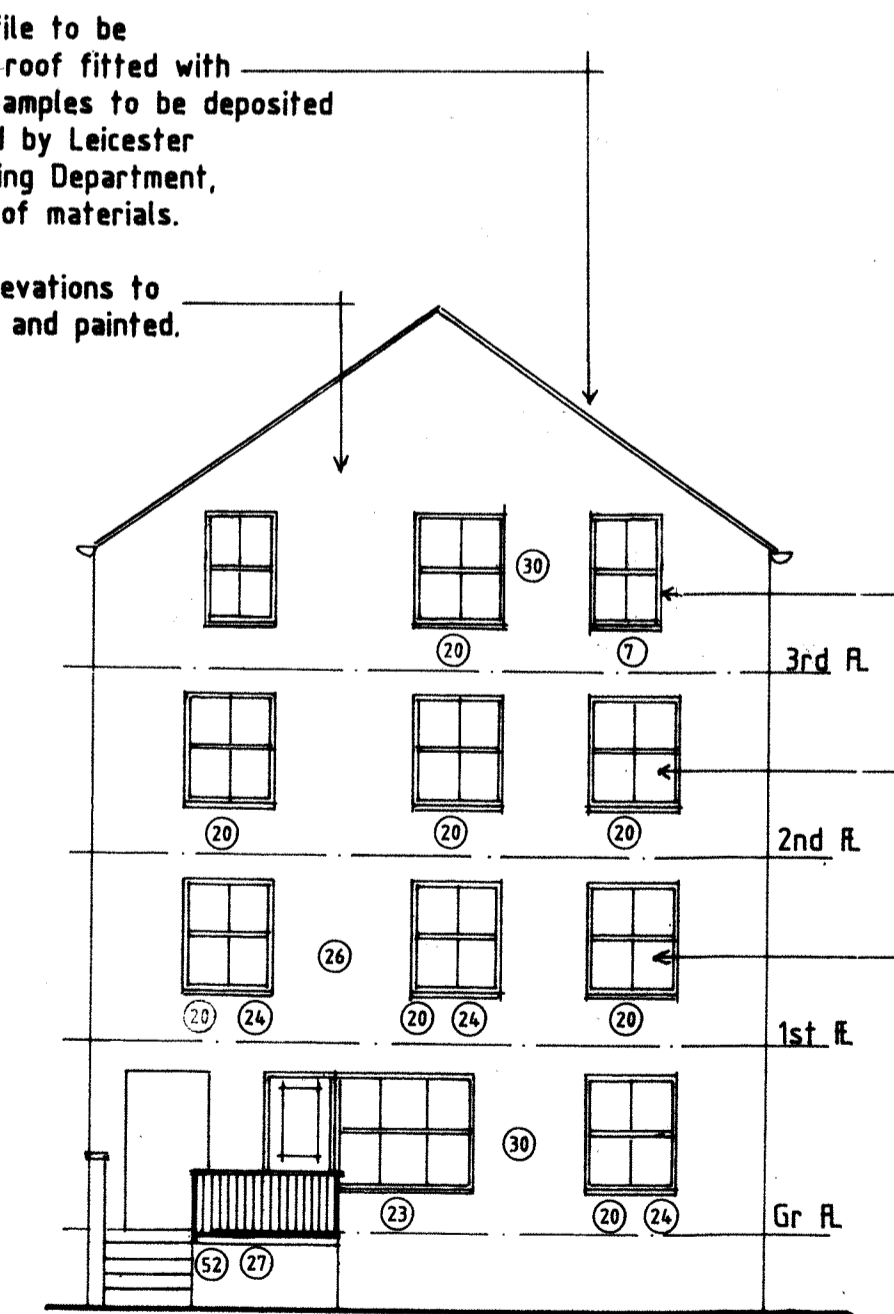 file to be
roof fitted with
amples to be deposited
d by Leicester
ing Department,
of materials.
evations to
and painted.
30
20 7
3rd FL
20 20 20
2nd FL
26
20 24 20 24 20
1st FL
30
23 20 24
Gr FL
52 27